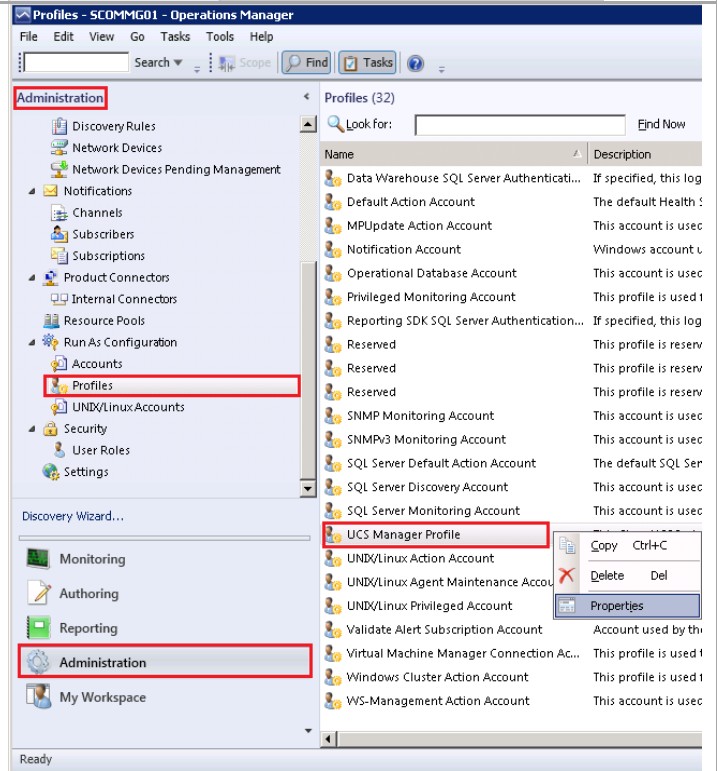 Profiles - SCOMMG01 - Operations Manager
File Edit View Go Tasks Tools Help
Search Scope Find Tasks
Administration
Discovery Rules
Network Devices
Network Devices Pending Management
Notifications
Channels
Subscribers
Subscriptions
Product Connectors
Internal Connectors
Resource Pools
Run As Configuration
Accounts
Profiles
UNIX/Linux Accounts
Security
User Roles
Settings
Discovery Wizard...
Monitoring
Authoring
Reporting
Administration
My Workspace
Profiles (32)
Look for: Find Now
Name Description
Data Warehouse SQL Server Authenticati... If specified, this log
Default Action Account The default Health S
MPUpdate Action Account This account is used
Notification Account Windows account u
Operational Database Account This account is used
Privileged Monitoring Account This profile is used f
Reporting SDK SQL Server Authentication... If specified, this log
Reserved This profile is reserv
Reserved This profile is reserv
Reserved This profile is reserv
SNMP Monitoring Account This account is used
SNMPv3 Monitoring Account This account is used
SQL Server Default Action Account The default SQL Ser
SQL Server Discovery Account This account is used
SQL Server Monitoring Account This account is used
UCS Manager Profile
UNIX/Linux Action Account
UNIX/Linux Agent Maintenance Accou
UNIX/Linux Privileged Account
Copy Ctrl+C
Delete Del
Properties
Validate Alert Subscription Account Account used by the
Virtual Machine Manager Connection Ac... This profile is used t
Windows Cluster Action Account This profile is used f
WS-Management Action Account This account is used
Ready